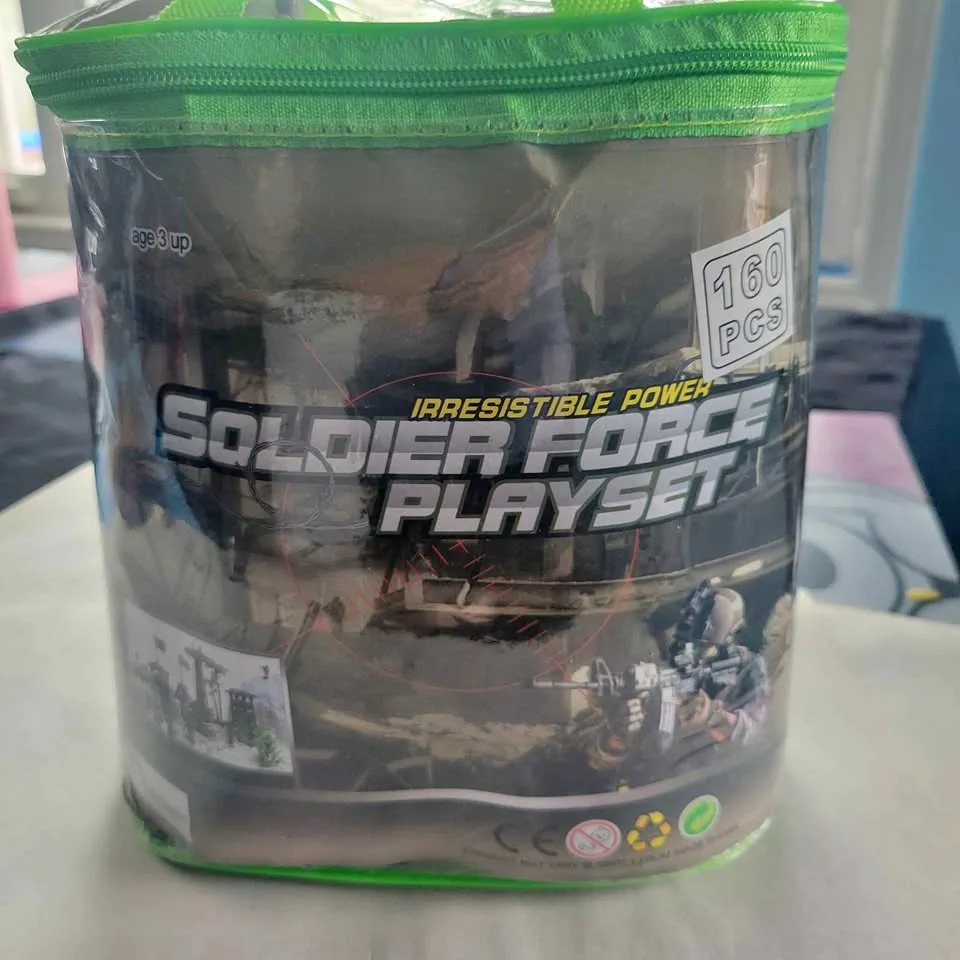 age 3 up
160
PCS
IRRESISTIBLE POWER
SOLDIER FORCE
PLAYSET
CE